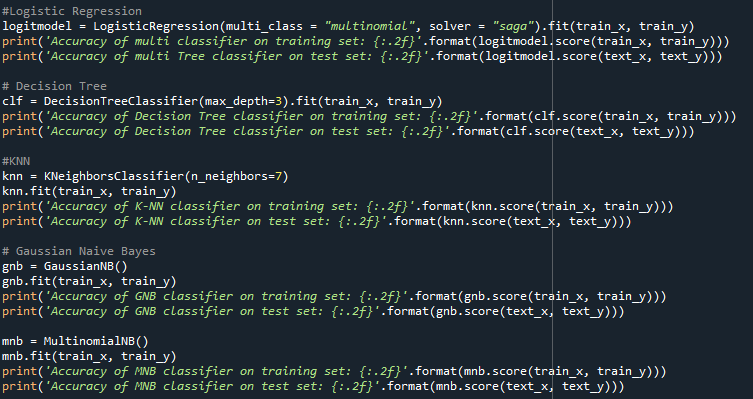 #Logistic Regression
logitmodel = LogisticRegression(multi_class = "multinomial", solver = "saga").fit(train_x, train_y)
print('Accuracy of multi classifier on training set: {:.2f}'.format(logitmodel.score(train_x, train_y)))
print('Accuracy of multi Tree classifier on test set: {:.2f}'.format(logitmodel.score(text_x, text_y)))

# Decision Tree
clf = DecisionTreeClassifier(max_depth=3).fit(train_x, train_y)
print('Accuracy of Decision Tree classifier on training set: {:.2f}'.format(clf.score(train_x, train_y)))
print('Accuracy of Decision Tree classifier on test set: {:.2f}'.format(clf.score(text_x, text_y)))

#KNN
knn = KNeighborsClassifier(n_neighbors=7)
knn.fit(train_x, train_y)
print('Accuracy of K-NN classifier on training set: {:.2f}'.format(knn.score(train_x, train_y)))
print('Accuracy of K-NN classifier on test set: {:.2f}'.format(knn.score(text_x, text_y)))

# Gaussian Naive Bayes
gnb = GaussianNB()
gnb.fit(train_x, train_y)
print('Accuracy of GNB classifier on training set: {:.2f}'.format(gnb.score(train_x, train_y)))
print('Accuracy of GNB classifier on test set: {:.2f}'.format(gnb.score(text_x, text_y)))

mnb = MultinomialNB()
mnb.fit(train_x, train_y)
print('Accuracy of MNB classifier on training set: {:.2f}'.format(mnb.score(train_x, train_y)))
print('Accuracy of MNB classifier on test set: {:.2f}'.format(mnb.score(text_x, text_y)))